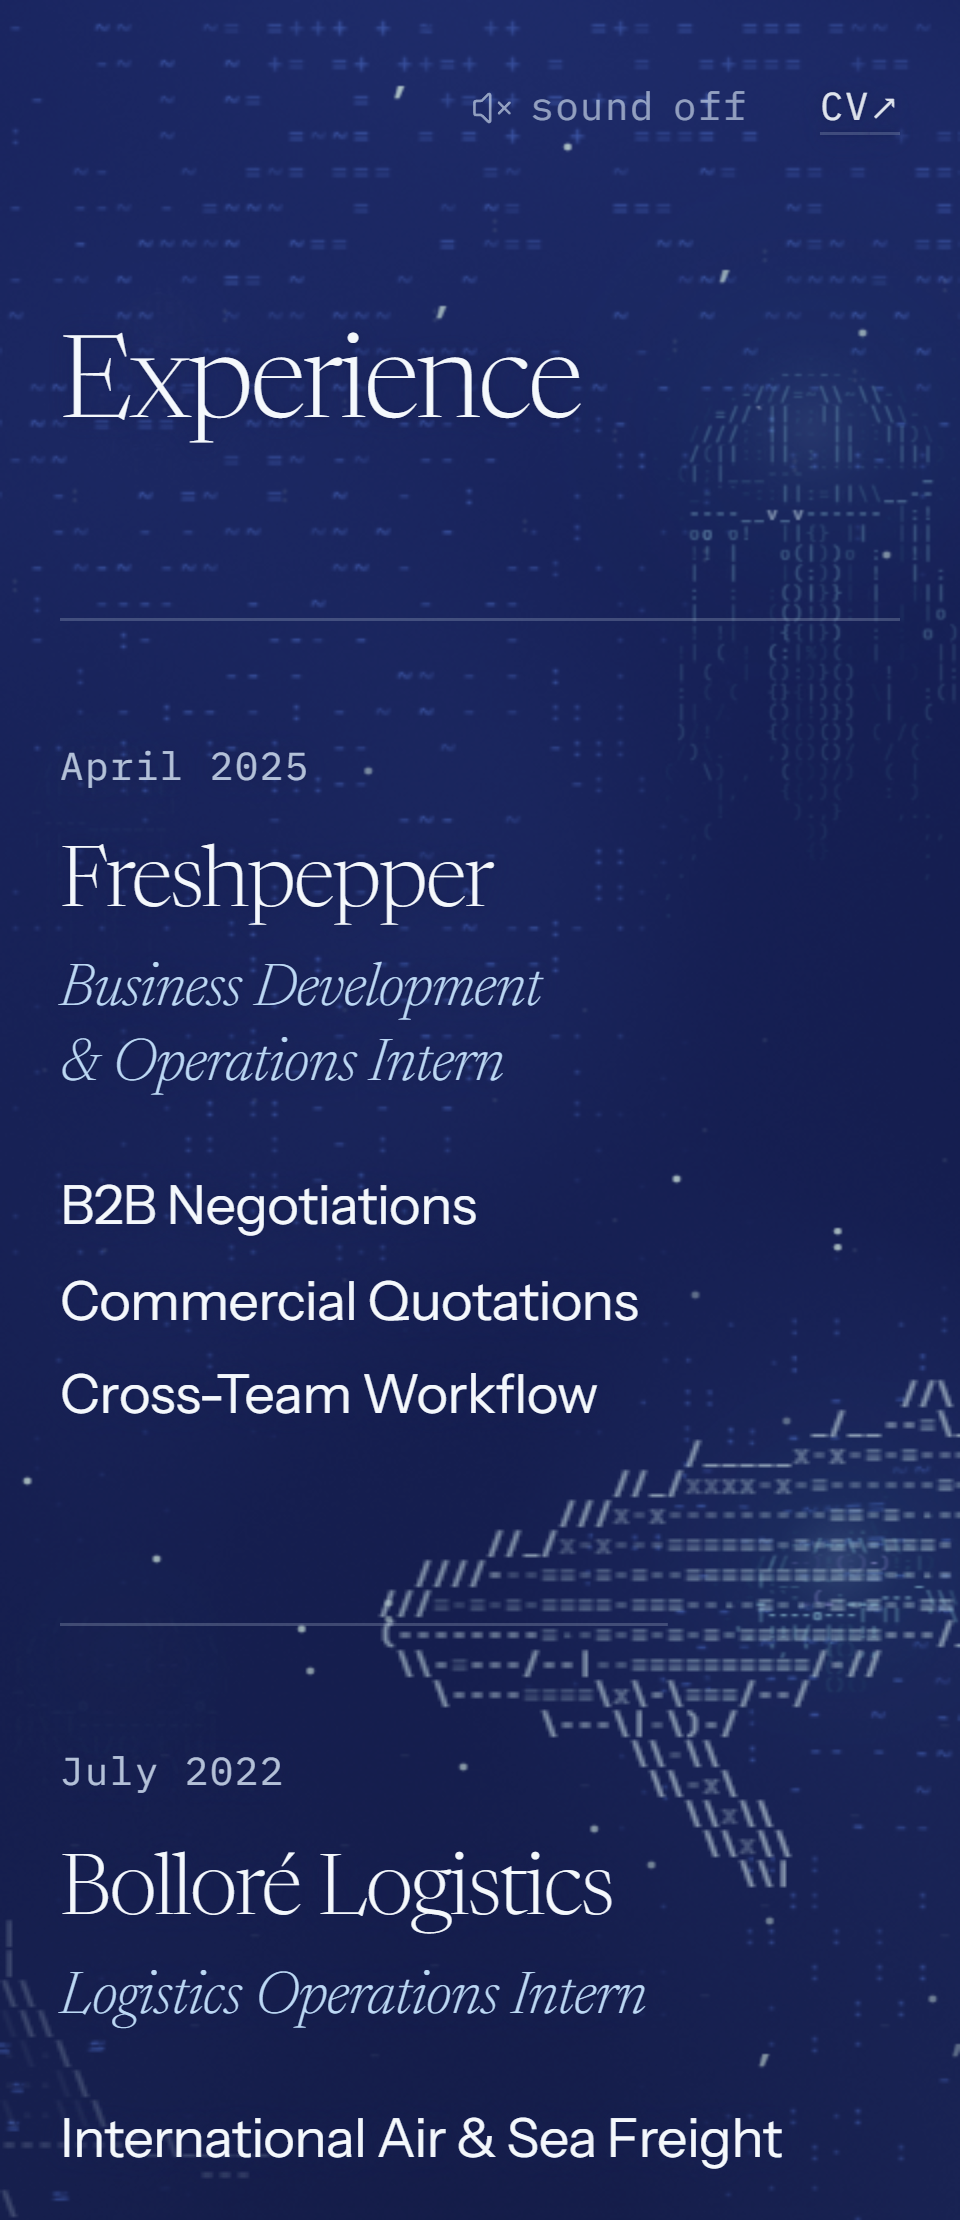 sound off
CV↗
Experience
April 2025
Freshpepper
Business Development
& Operations Intern
B2B Negotiations
Commercial Quotations
Cross-Team Workflow
July 2022
Bolloré Logistics
Logistics Operations Intern
International Air & Sea Freight